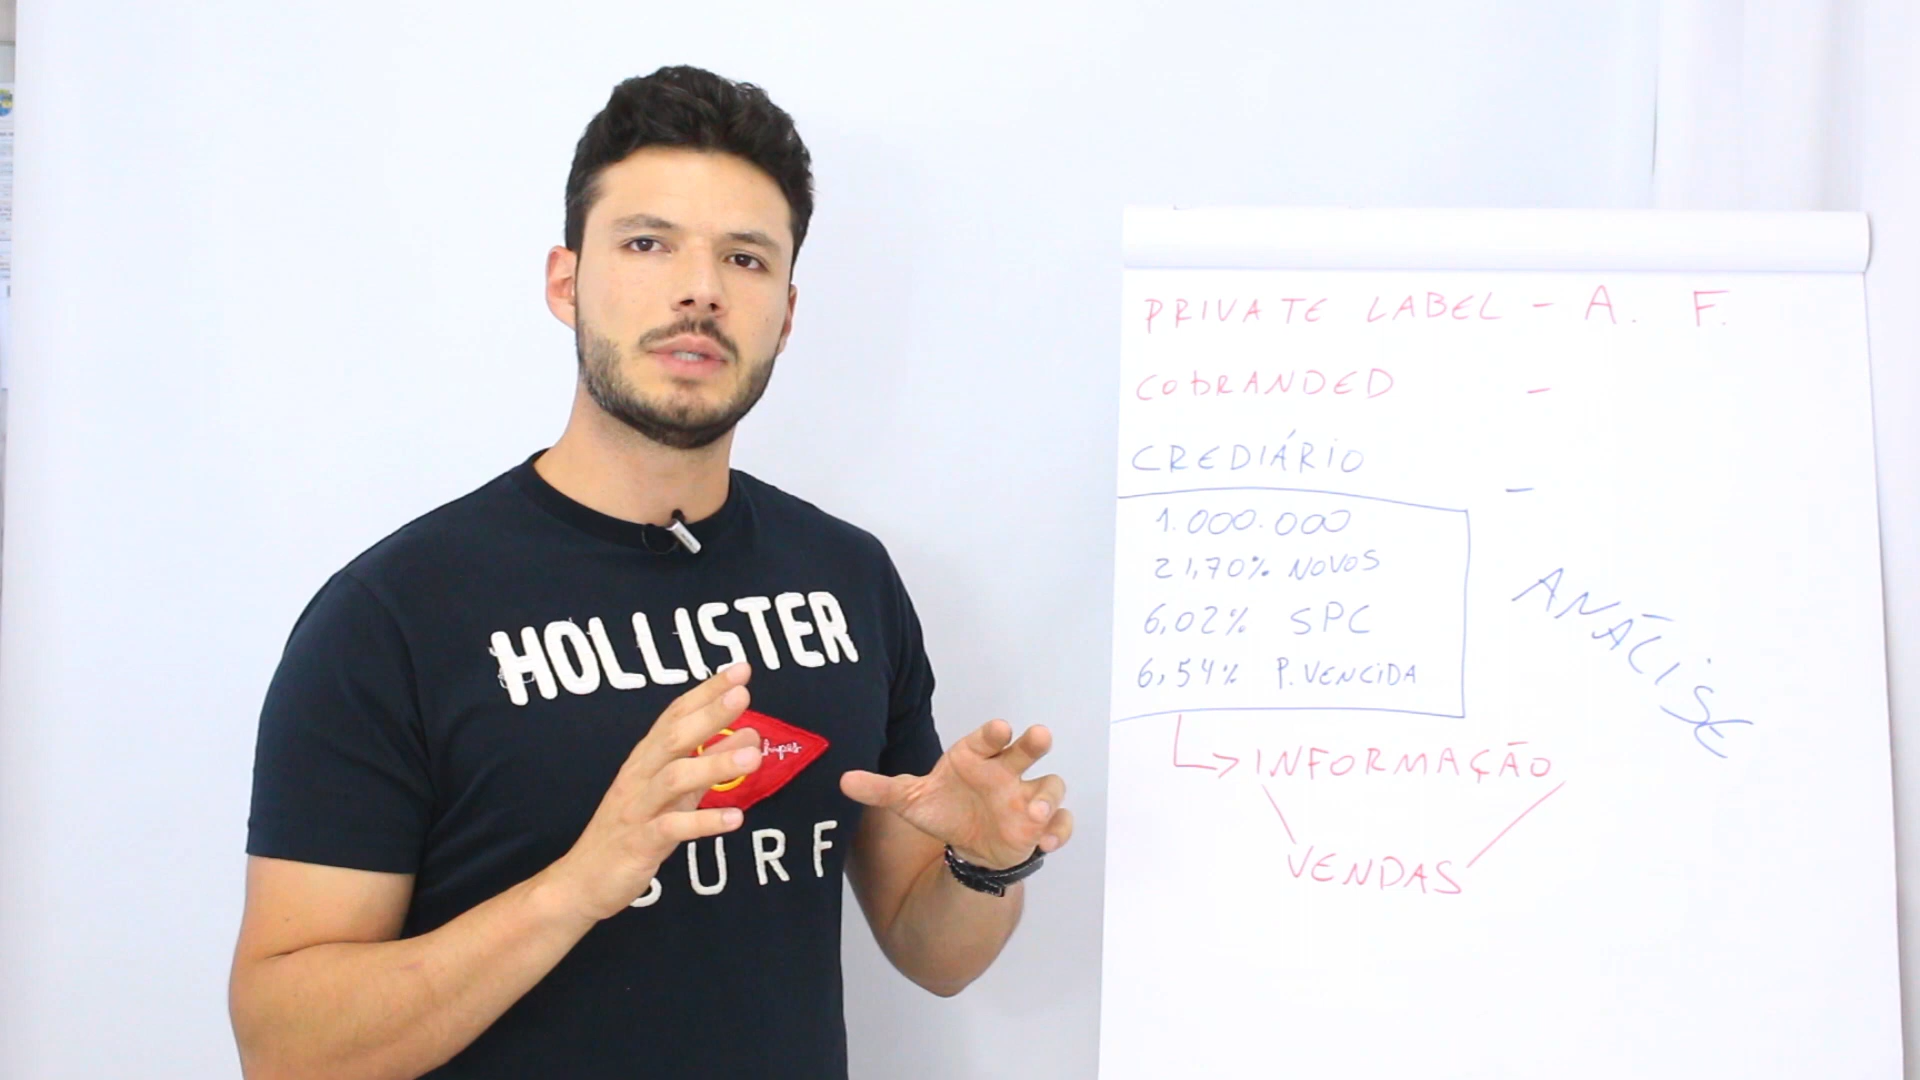 HOLLISTER
SURF
PRIVATE LABEL - A. F.
CObRANDED -
CREDIÁRIO -
1.000.000
21,70% NOVOS
6,02% SPC
6,54% P.VENCIDA
ANÁLISE
INFORMAÇÃO
VENDAS